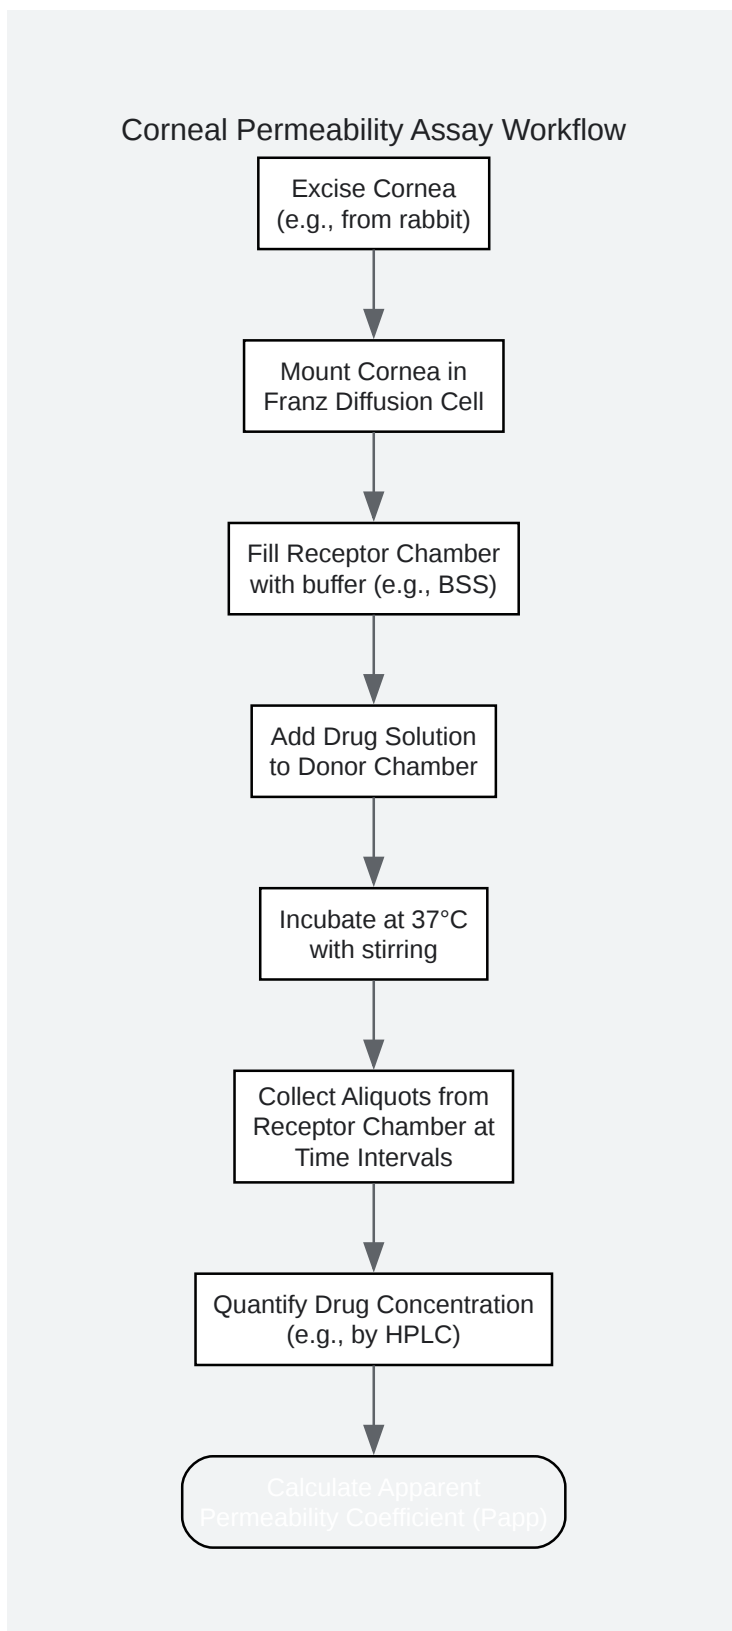 Corneal Permeability Assay Workflow
Excise Cornea
(e.g., from rabbit)
Mount Cornea in
Franz Diffusion Cell
Fill Receptor Chamber
with buffer (e.g., BSS)
Add Drug Solution
to Donor Chamber
Incubate at 37°C
with stirring
Collect Aliquots from
Receptor Chamber at
Time Intervals
Quantify Drug Concentration
(e.g., by HPLC)
Calculate Apparent
Permeability Coefficient (Papp)